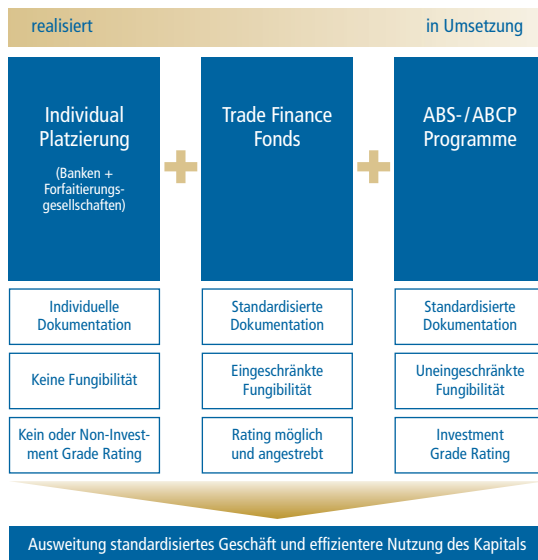 realisiert
in Umsetzung
Individual
Platzierung
(Banken +
Forfaitierungs-
gesellschaften)
+
Trade Finance
Fonds
+
ABS- / ABCP
Programme
Individuelle
Dokumentation
Standardisierte
Dokumentation
Standardisierte
Dokumentation
Keine Fungibilität
Eingeschränkte
Fungibilität
Uneingeschränkte
Fungibilität
Kein oder Non-Invest-
ment Grade Rating
Rating möglich
und angestrebt
Investment
Grade Rating
Ausweitung standardisiertes Geschäft und effizientere Nutzung des Kapitals